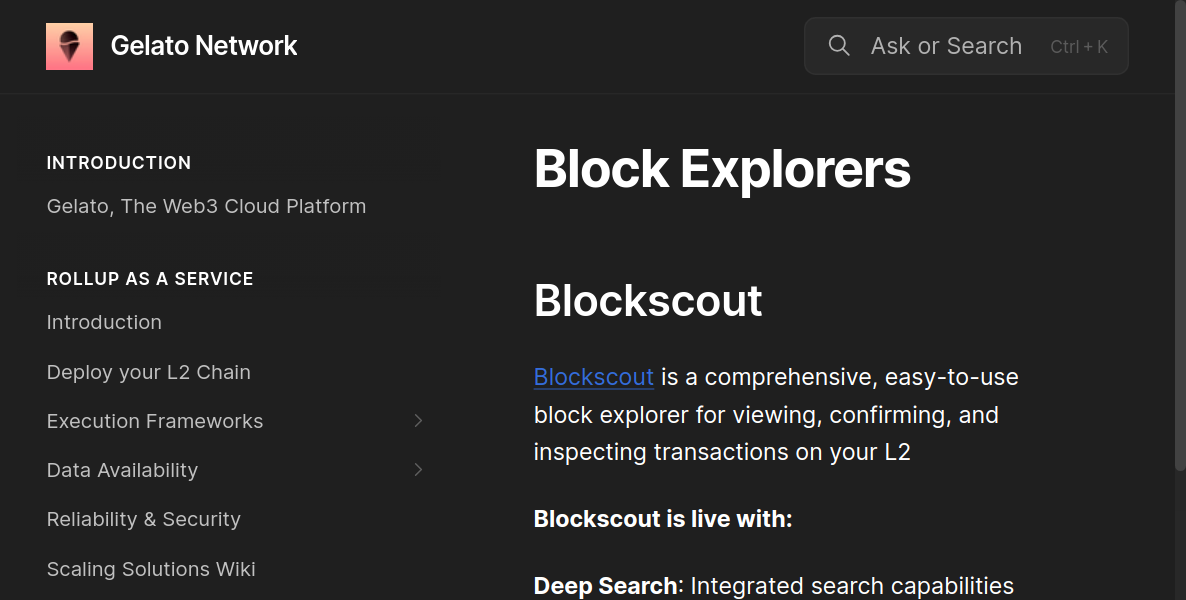 Gelato Network
Ask or Search Ctrl + K
INTRODUCTION
Gelato, The Web3 Cloud Platform
ROLLUP AS A SERVICE
Introduction
Deploy your L2 Chain
Execution Frameworks
Data Availability
Reliability & Security
Scaling Solutions Wiki
Block Explorers
Blockscout
Blockscout is a comprehensive, easy-to-use
block explorer for viewing, confirming, and
inspecting transactions on your L2
Blockscout is live with:
Deep Search: Integrated search capabilities